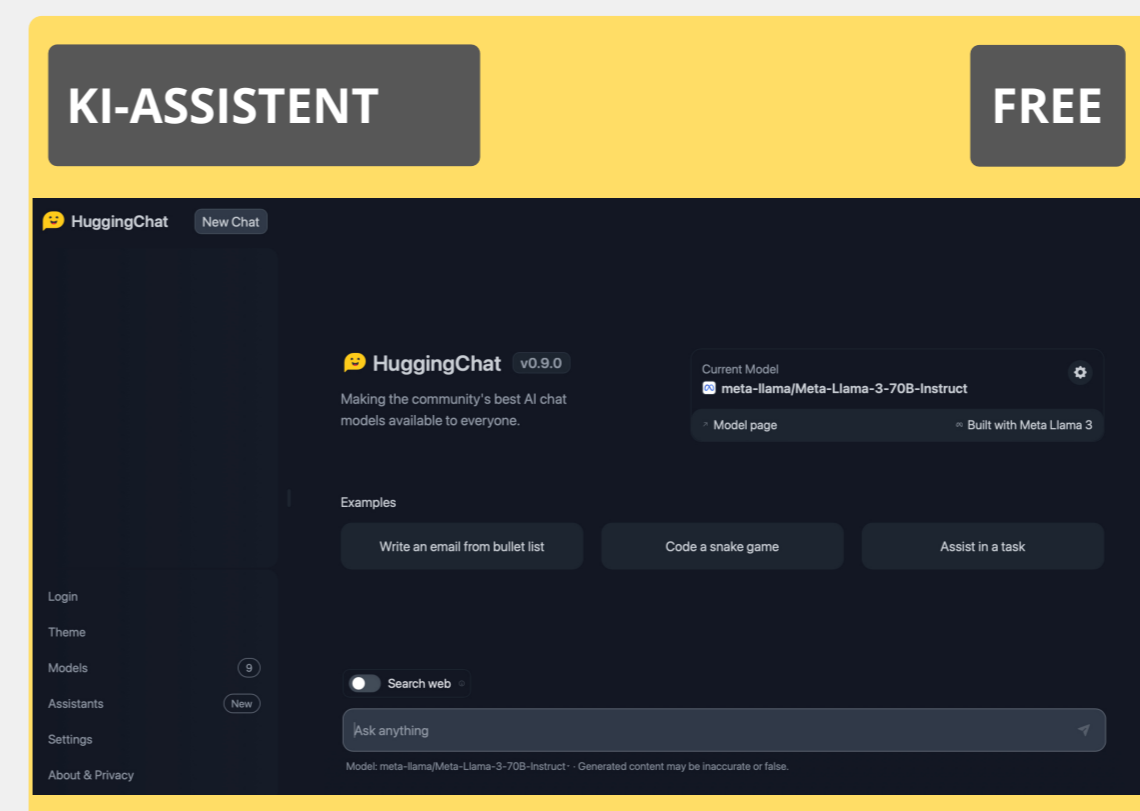 KI-ASSISTENT
FREE
HuggingChat
New Chat
HuggingChat v0.9.0
Making the community's best AI chat
models available to everyone.
Current Model
meta-llama/Meta-Llama-3-70B-Instruct
Model page
Built with Meta Llama 3
Examples
Write an email from bullet list
Code a snake game
Assist in a task
Login
Theme
Models 9
Assistants New
Settings
About & Privacy
Search web
Ask anything
Model: meta-llama/Meta-Llama-3-70B-Instruct · Generated content may be inaccurate or false.